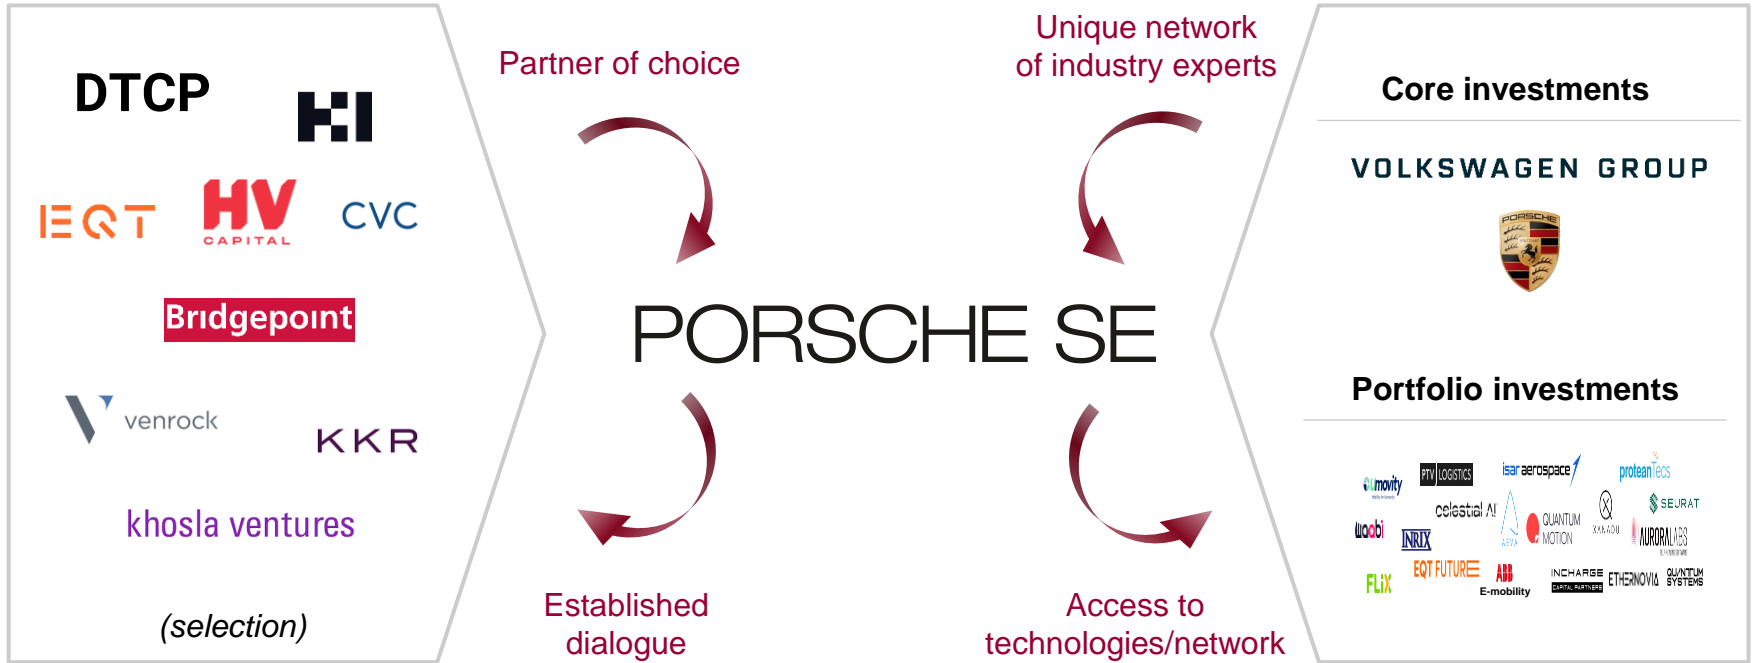 DTCP
EQT
HV
CAPITAL
CVC
Bridgepoint
venrock
KKR
khosla ventures
(selection)
Partner of choice
Unique network
of industry experts
PORSCHE SE
Established
dialogue
Access to
technologies/network
Core investments
VOLKSWAGEN GROUP
PORSCHE
Portfolio investments
umovity
PTV LOGISTICS
isar aerospace
proteanTecs
celestial AI
AEVA
QUANTUM
MOTION
XANADU
SEURAT
waabi
INRIX
AURORALABS
FLiX
EQT FUTURE
ABB
E-mobility
INCHARGE
CAPITAL PARTNERS
ETHERNOVIA
QUANTUM
SYSTEMS